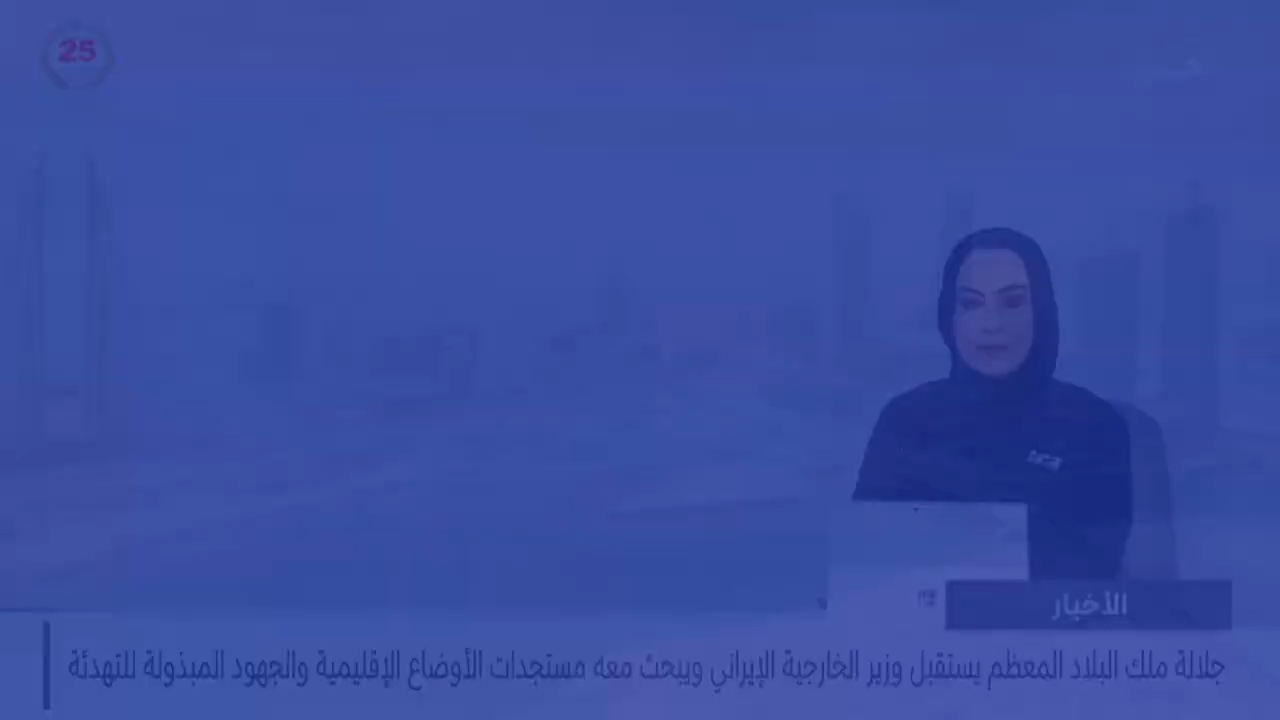 25
الأخبار
جلالة ملك البلاد المعظم يستقبل وزير الخارجية الإيراني ويبحث معه مستجدات الأوضاع الإقليمية والجهود المبذولة للتهدئة